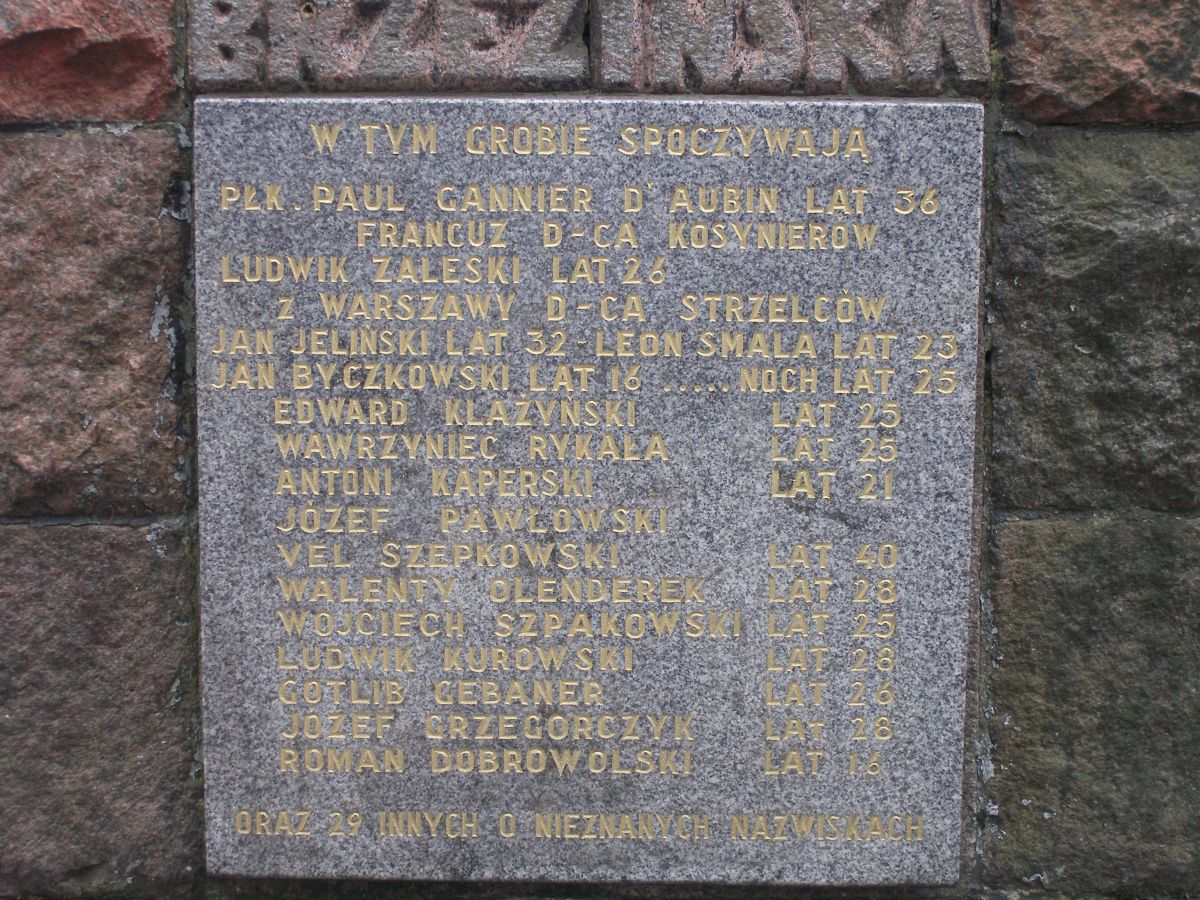 BRZEZIŃSKA
W TYM GROBIE SPOCZYWAJĄ
PŁK. PAUL GANNIER D'AUBIN LAT 36
FRANCUZ D-CA KOSYNIERÓW
LUDWIK ZALESKI LAT 26
Z WARSZAWY D-CA STRZELCÓW
JAN JELIŃSKI LAT 32 - LEON SMALA LAT 23
JAN BYCZKOWSKI LAT 16 ..... NOCH LAT 25
EDWARD KLAŻYŃSKI LAT 25
WAWRZYNIEC RYKAŁA LAT 25
ANTONI KAPERSKI LAT 21
JÓZEF PAWŁOWSKI
VEL SZEPKOWSKI LAT 40
WALENTY OLENDEREK LAT 28
WOJCIECH SZPAKOWSKI LAT 25
LUDWIK KUROWSKI LAT 28
GOTLIB GEBANER LAT 26
JÓZEF GRZEGORCZYK LAT 28
ROMAN DOBROWOLSKI LAT 16
ORAZ 29 INNYCH O NIEZNANYCH NAZWISKACH